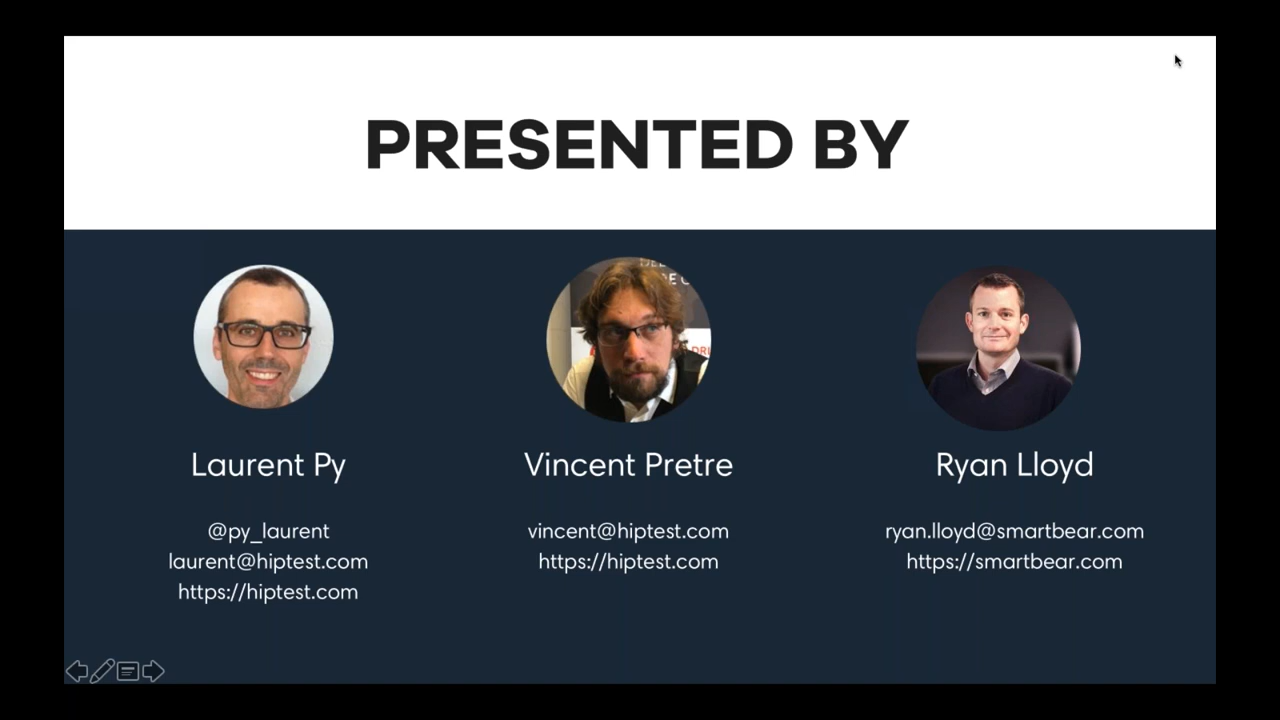 PRESENTED BY
Laurent Py
@py_laurent
laurent@hiptest.com
https://hiptest.com
Vincent Pretre
vincent@hiptest.com
https://hiptest.com
Ryan Lloyd
ryan.lloyd@smartbear.com
https://smartbear.com